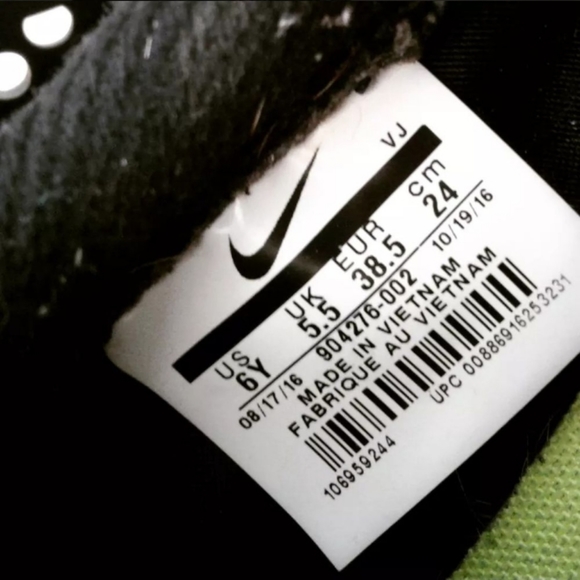 VJ
US UK EUR cm
6Y 5.5 38.5 24
08/17/16 904276-002 10/19/16
MADE IN VIETNAM
FABRIQUE AU VIETNAM
106959244 UPC 00886916253231